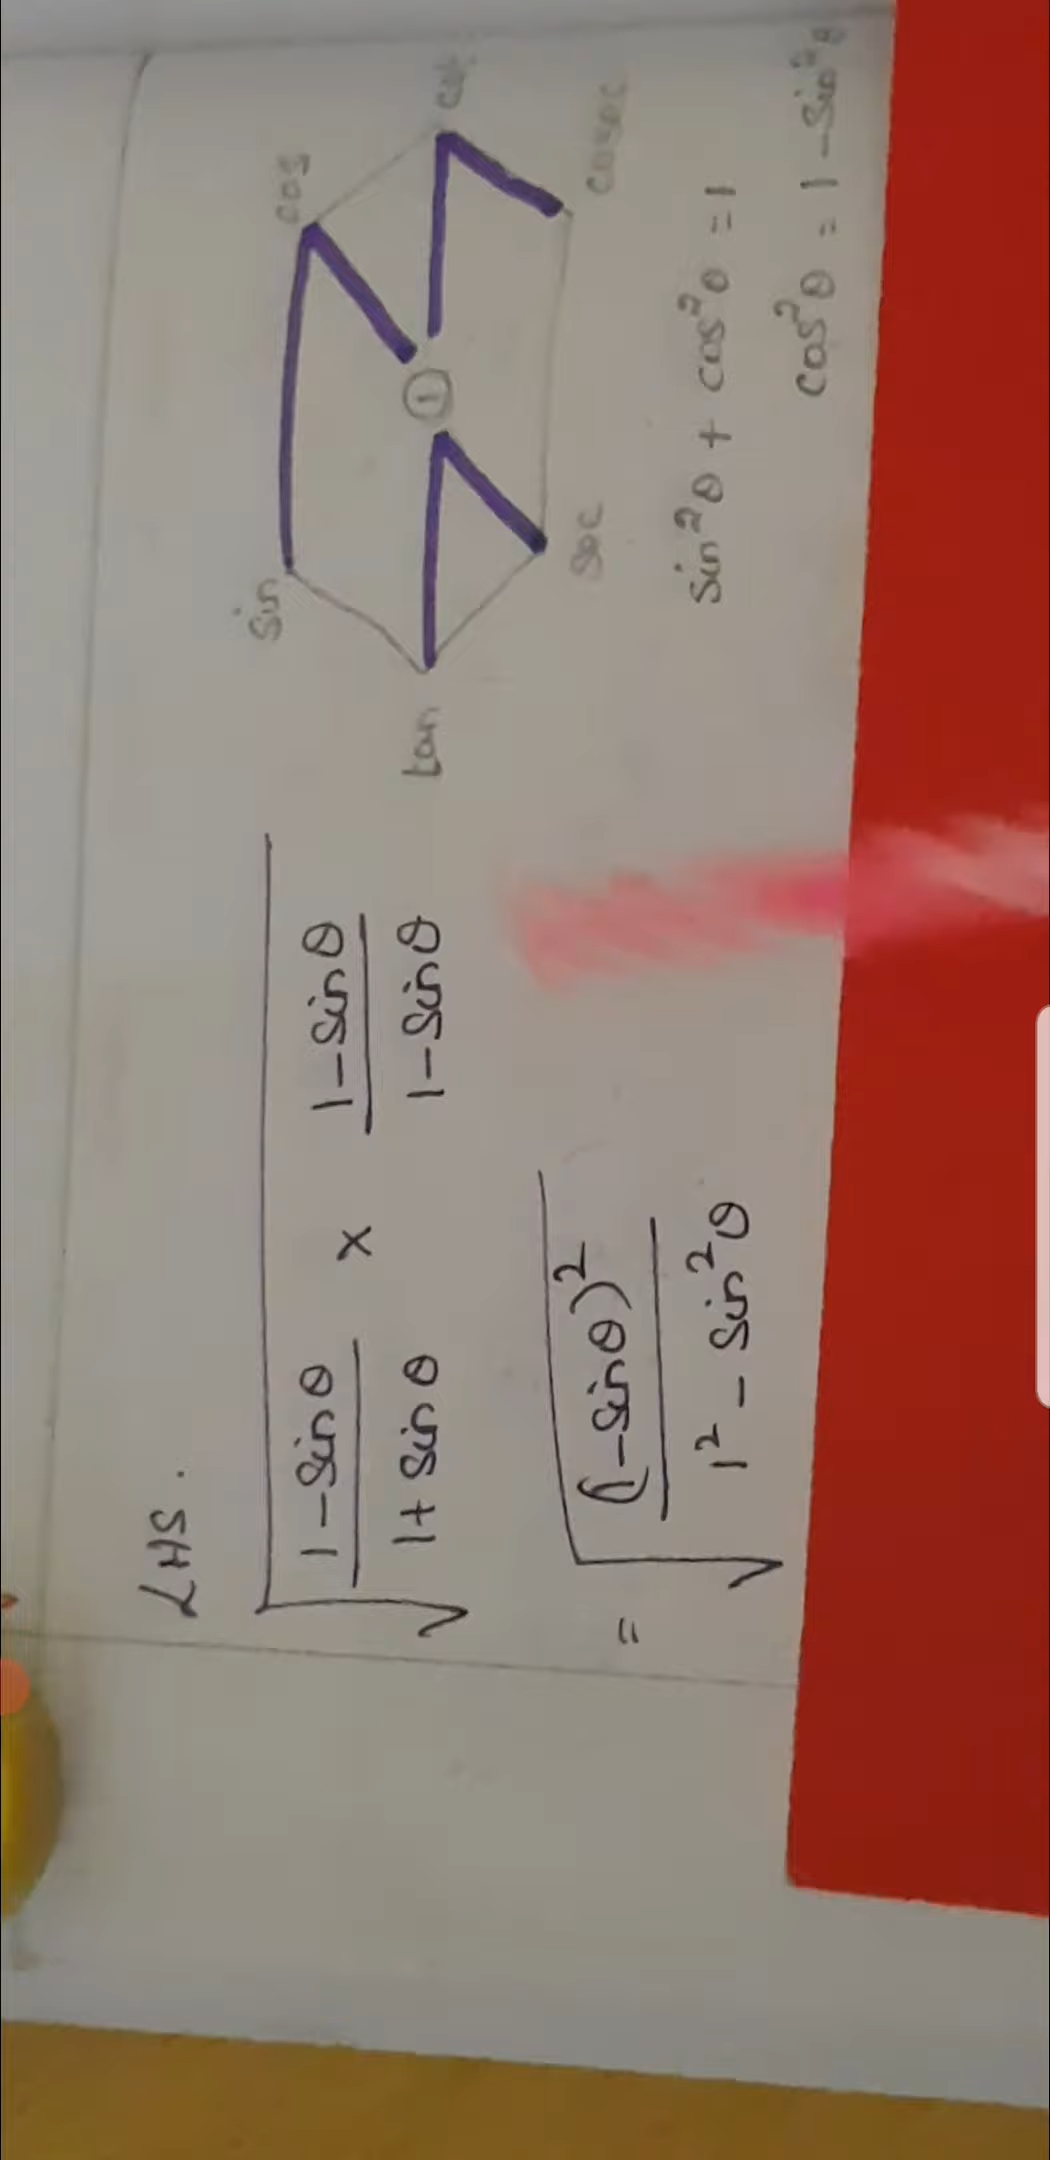 LHS.
√((1-sinθ)/(1+sinθ) × (1-sinθ)/(1-sinθ))
= √((1-sinθ)²/(1²-sin²θ))
sin cos
tan ① cot
sec cosec
sin²θ + cos²θ = 1
cos²θ = 1 - sin²θ